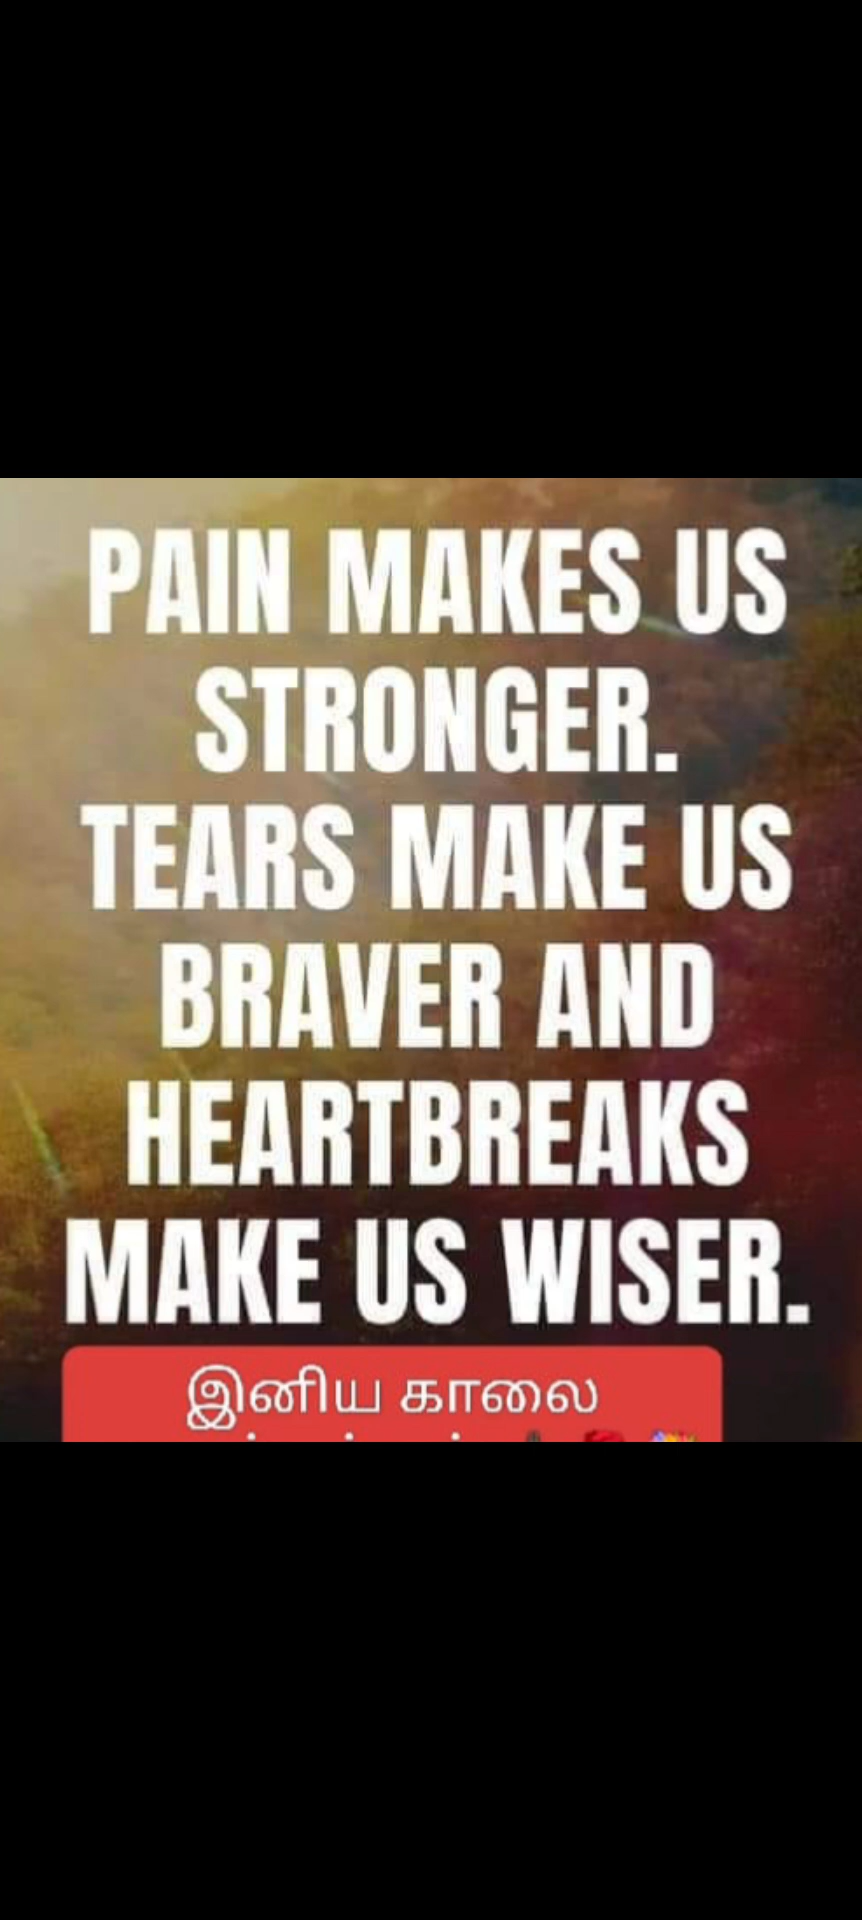 PAIN MAKES US
STRONGER.
TEARS MAKE US
BRAVER AND
HEARTBREAKS
MAKE US WISER.
இனிய காலை